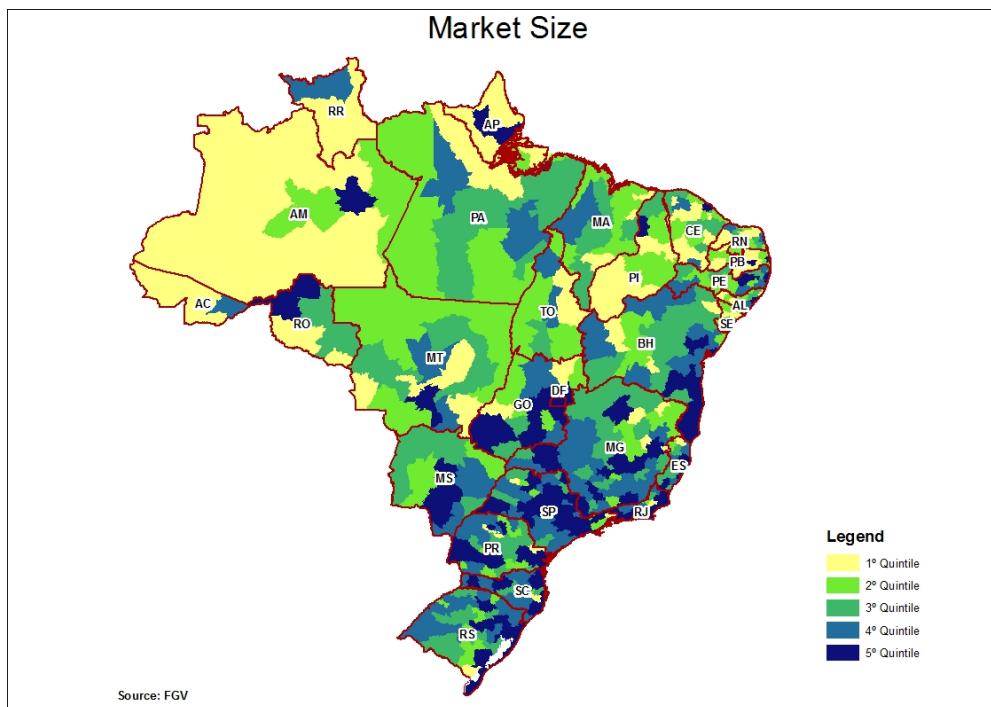 Market Size
RR
AP
AM
PA
MA
CE
RN
PB
PI
PE
AC
AL
TO
SE
RO
BH
MT
DF
GO
MG
ES
MS
SP
RJ
PR
SC
RS
Legend
1º Quintile
2º Quintile
3º Quintile
4º Quintile
5º Quintile
Source: FGV